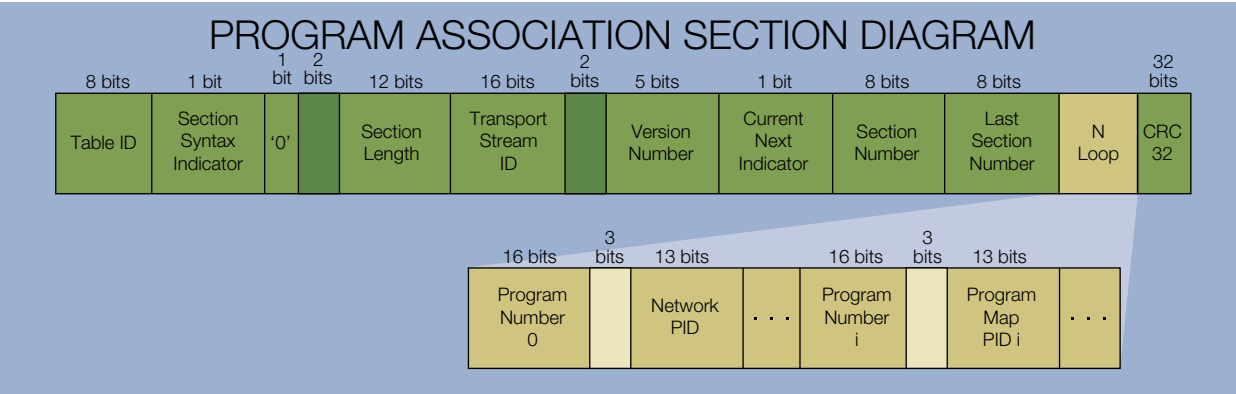 PROGRAM ASSOCIATION SECTION DIAGRAM
8 bits
1 bit
1
bit
2
bits
12 bits
16 bits
2
bits
5 bits
1 bit
8 bits
8 bits
32
bits
Table ID
Section
Syntax
Indicator
‘0’
Section
Length
Transport
Stream
ID
Version
Number
Current
Next
Indicator
Section
Number
Last
Section
Number
N
Loop
CRC
32
16 bits
3
bits
13 bits
16 bits
3
bits
13 bits
Program
Number
0
Network
PID
. . .
Program
Number
i
Program
Map
PID i
. . .